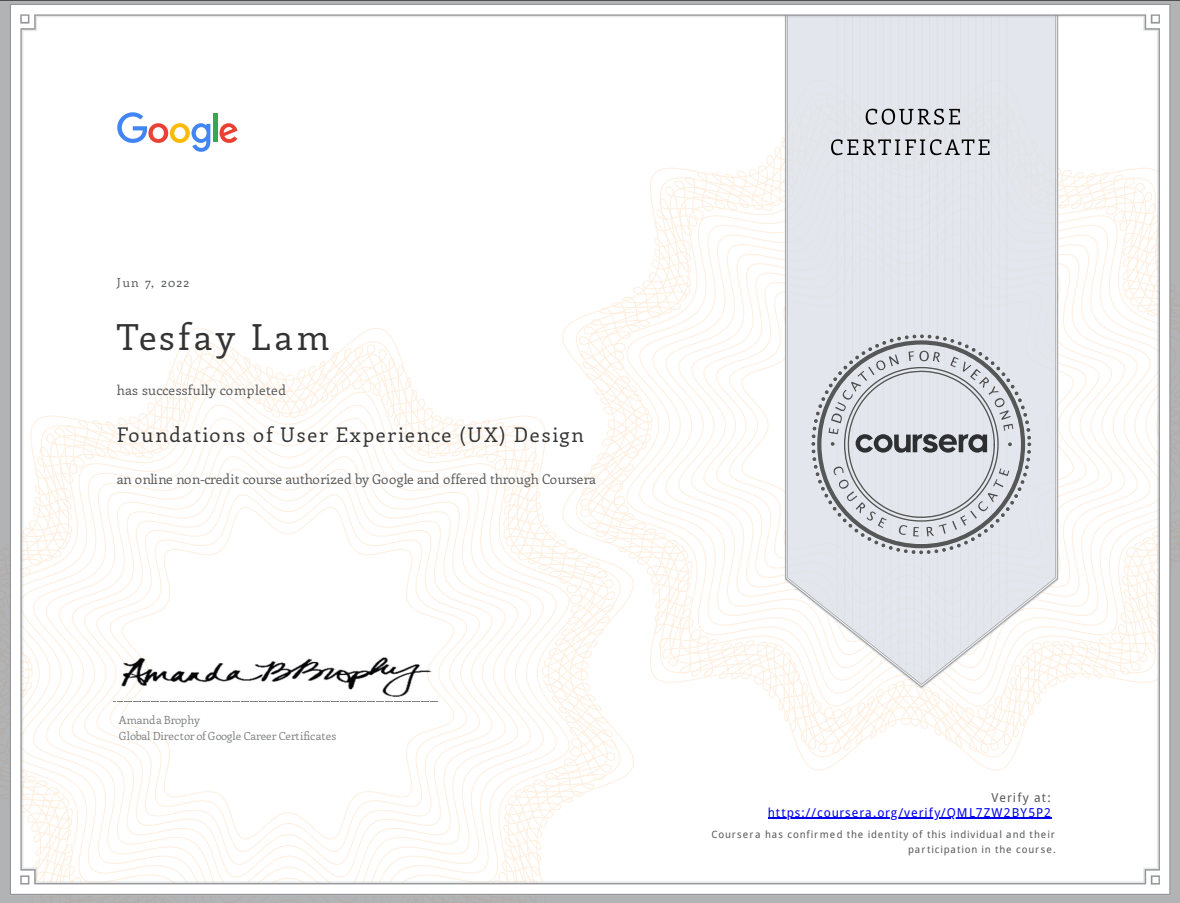 Google
COURSE
CERTIFICATE
Jun 7, 2022
Tesfay Lam
has successfully completed
Foundations of User Experience (UX) Design
an online non-credit course authorized by Google and offered through Coursera
EDUCATION FOR EVERYONE
coursera
COURSE CERTIFICATE
Amanda B Brophy
Amanda Brophy
Global Director of Google Career Certificates
Verify at:
https://coursera.org/verify/QML7ZW2BY5P2
Coursera has confirmed the identity of this individual and their
participation in the course.